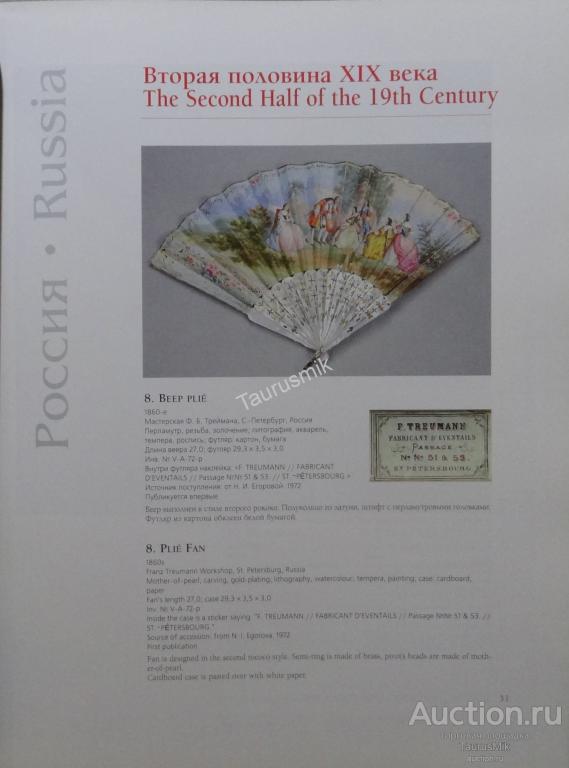 Россия • Russia
Вторая половина XIX века
The Second Half of the 19th Century
Taurusmik
8. Веер plié
1860-е
Мастерская Ф. Б. Треймана, С.-Петербург, Россия
Перламутр, резьба, золочение, литография, акварель,
темпера, роспись; футляр: картон, бумага
Длина веера 27,0; футляр 29,3 x 3,5 x 3,0
Инв. № V-A-72-р
Внутри футляра наклейка: «F. TREUMANN // FABRICANT
D'EVENTAILS // Passage №№ 51 & 53. // ST.-PÉTERSBOURG.»
Источник поступления: от Н. И. Егоровой. 1972
Публикуется впервые
Веер выполнен в стиле второго рококо. Полукольцо из латуни, штифт с перламутровыми головками.
Футляр из картона обклеен белой бумагой.
F. TREUMANN
FABRICANT D'EVENTAILS
PASSAGE
№ № 51 & 53.
ST PÉTERSBOURG
8. Plié Fan
1860s
Franz Treumann Workshop, St. Petersburg, Russia
Mother-of-pearl, carving, gold-plating, lithography, watercolour, tempera, painting; case: cardboard,
paper
Fan's length 27,0; case 29,3 x 3,5 x 3,0
Inv. № V-A-72-р
Inside the case is a sticker saying: "F. TREUMANN // FABRICANT D'EVENTAILS // Passage №№ 51 & 53. //
ST. -PÉTERSBOURG."
Source of accession: from N. I. Egorova, 1972
First publication
Fan is designed in the second rococo style. Semi-ring is made of brass, pivot's heads are made of moth-
er-of-pearl.
Cardboard case is pasted over with white paper.
Auction.ru
торговая площадка
TaurusMik
auction.ru